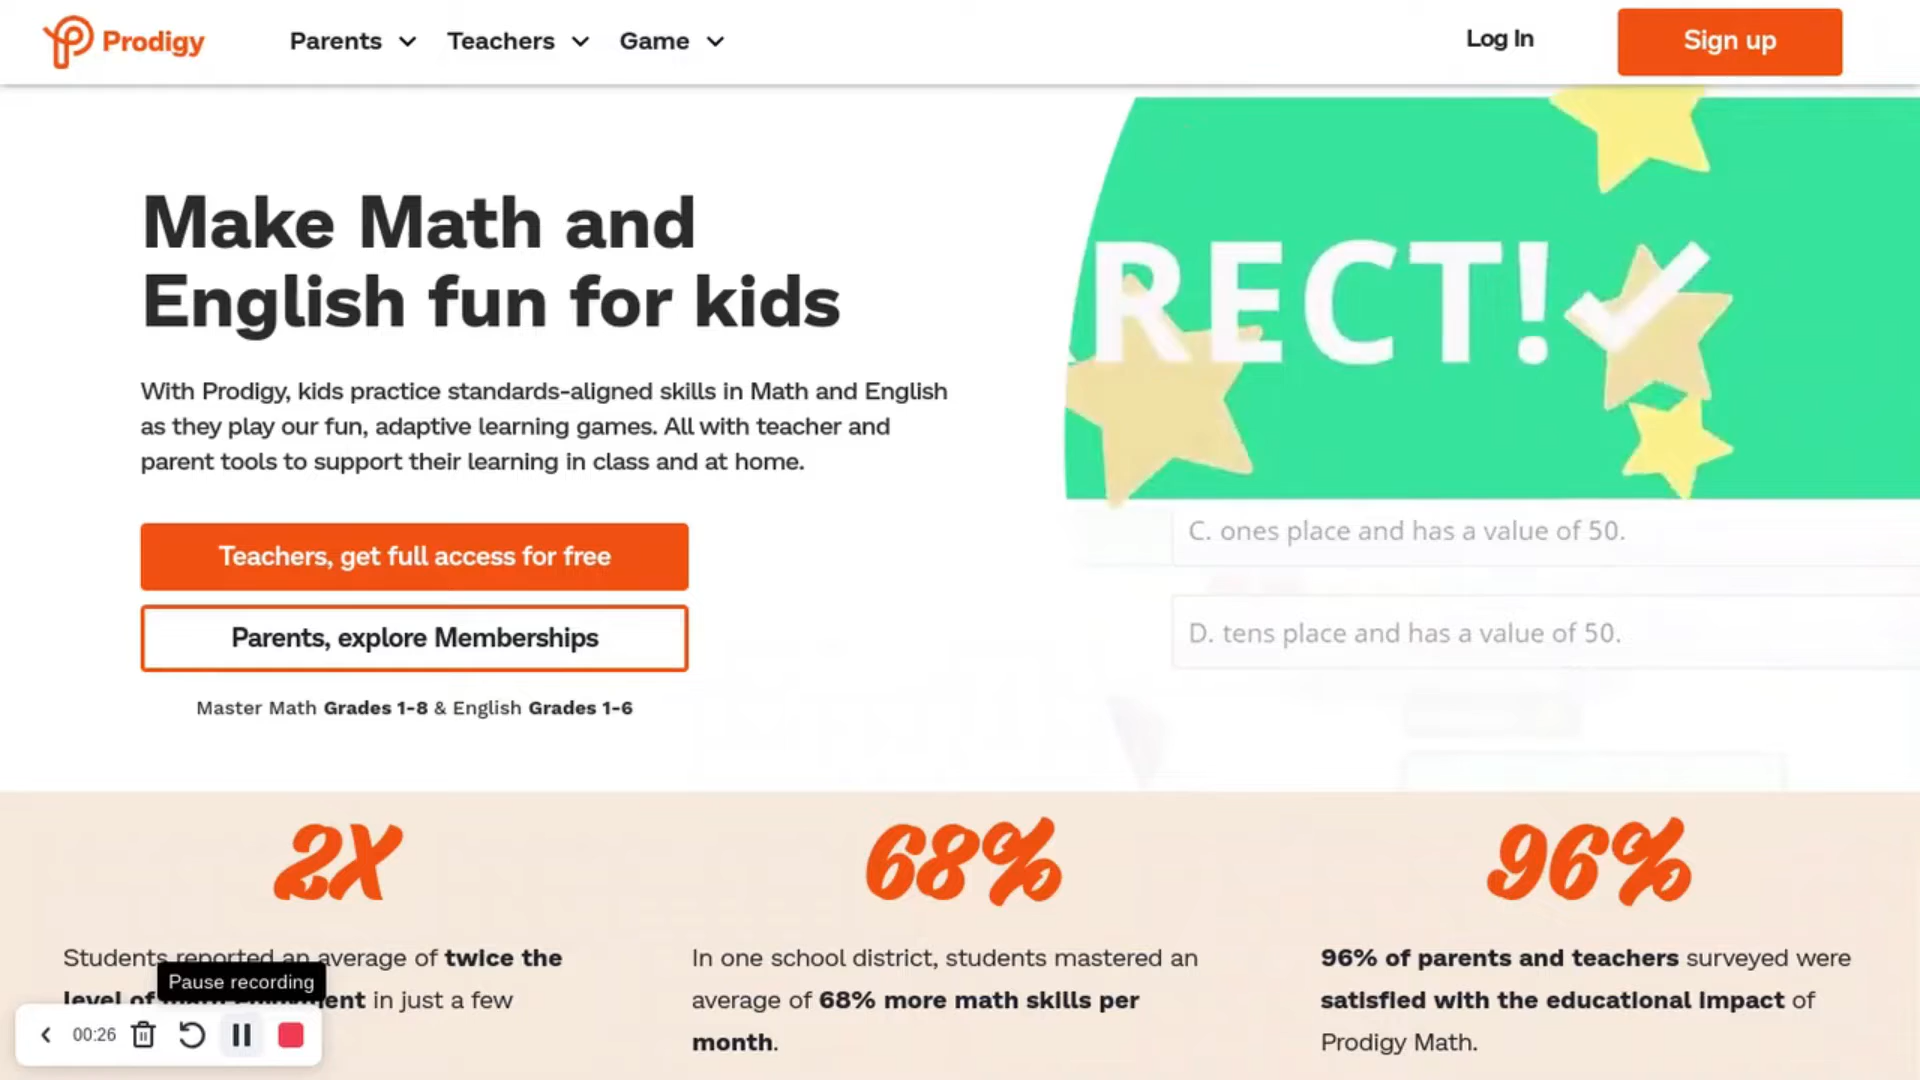 Prodigy
Parents
Teachers
Game
Log In
Sign up
Make Math and
English fun for kids
With Prodigy, kids practice standards-aligned skills in Math and English
as they play our fun, adaptive learning games. All with teacher and
parent tools to support their learning in class and at home.
Teachers, get full access for free
Parents, explore Memberships
Master Math Grades 1-8 & English Grades 1-6
RECT!
C. ones place and has a value of 50.
D. tens place and has a value of 50.
2X
Students reported an average of twice the
level of math enjoyment in just a few
68%
In one school district, students mastered an
average of 68% more math skills per
month.
96%
96% of parents and teachers surveyed were
satisfied with the educational impact of
Prodigy Math.
Pause recording
00:26